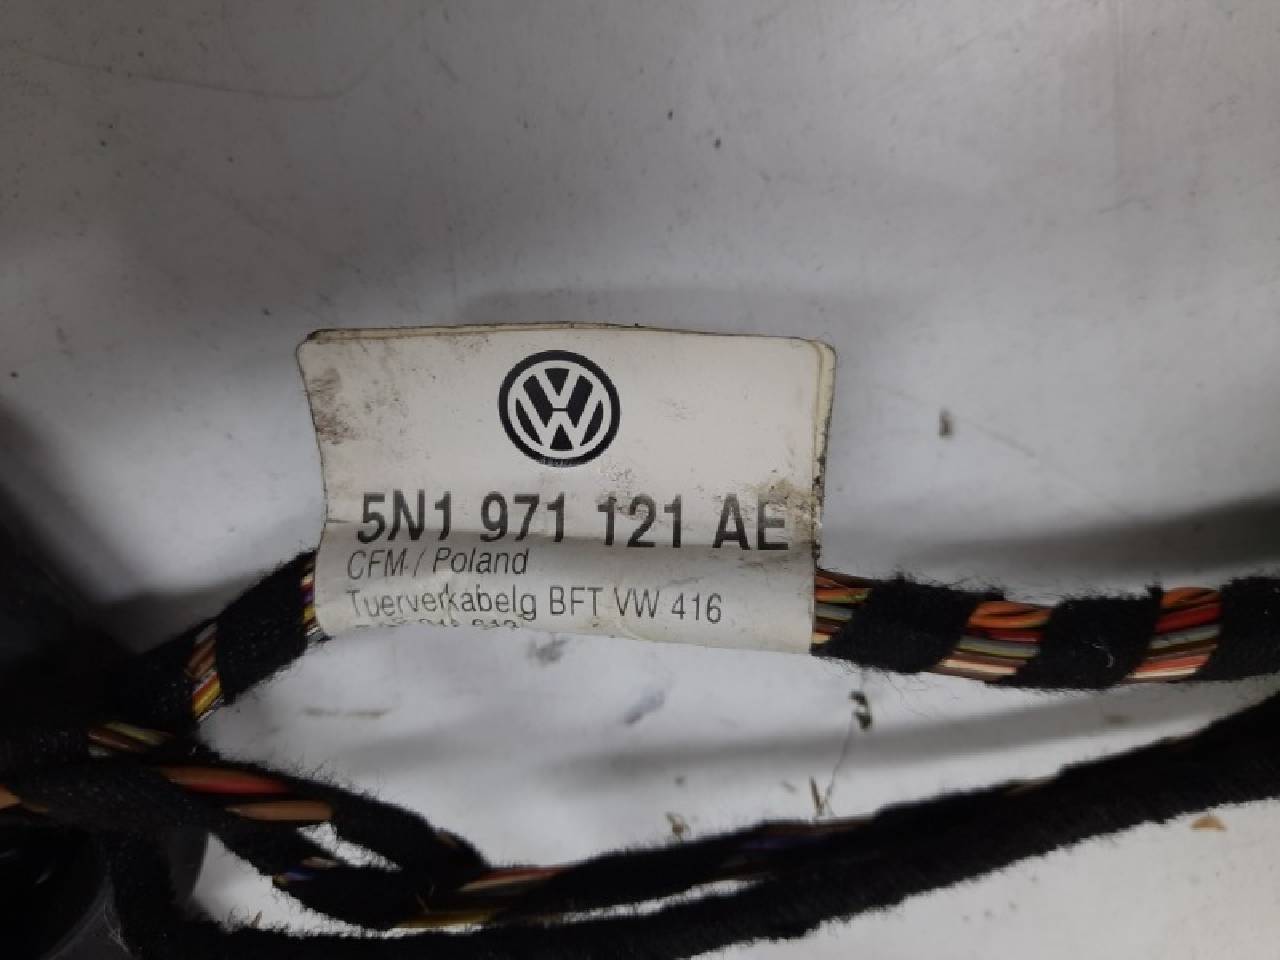 5N1 971 121 AE
CFM / Poland
Tuerverkabelg BFT VW 416